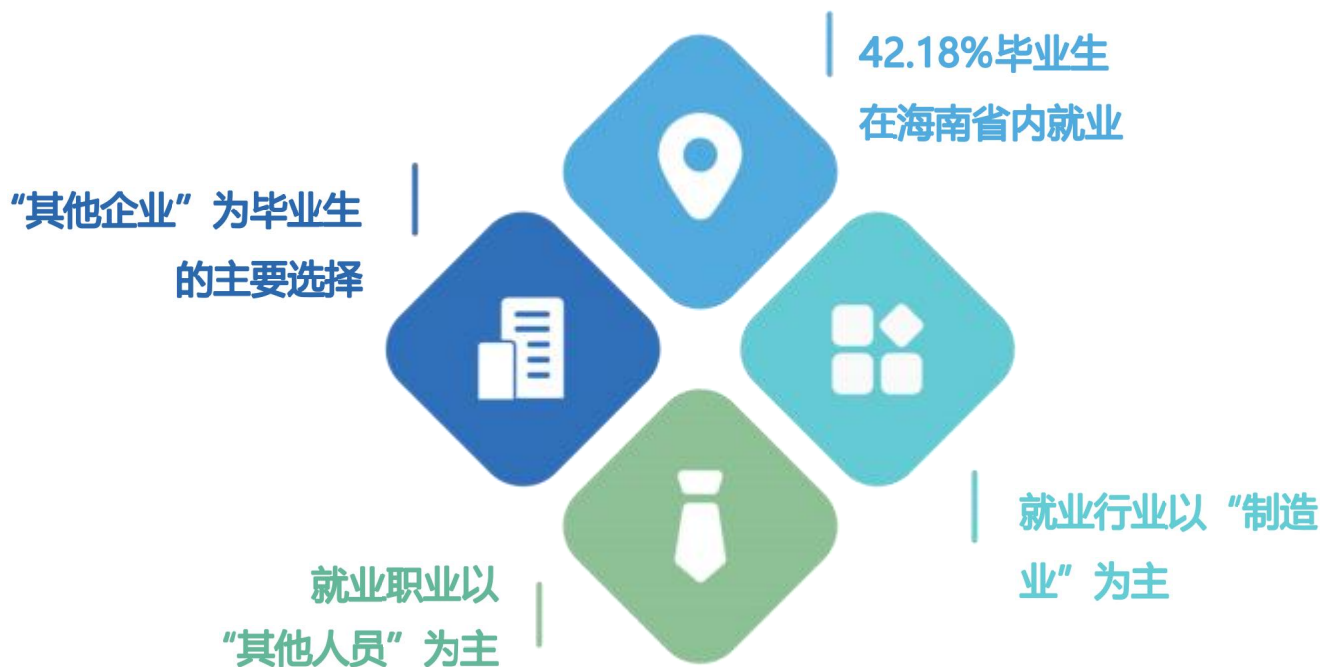 42.18%毕业生
在海南省内就业
“其他企业”为毕业生
的主要选择
就业行业以“制造
业”为主
就业职业以
“其他人员”为主